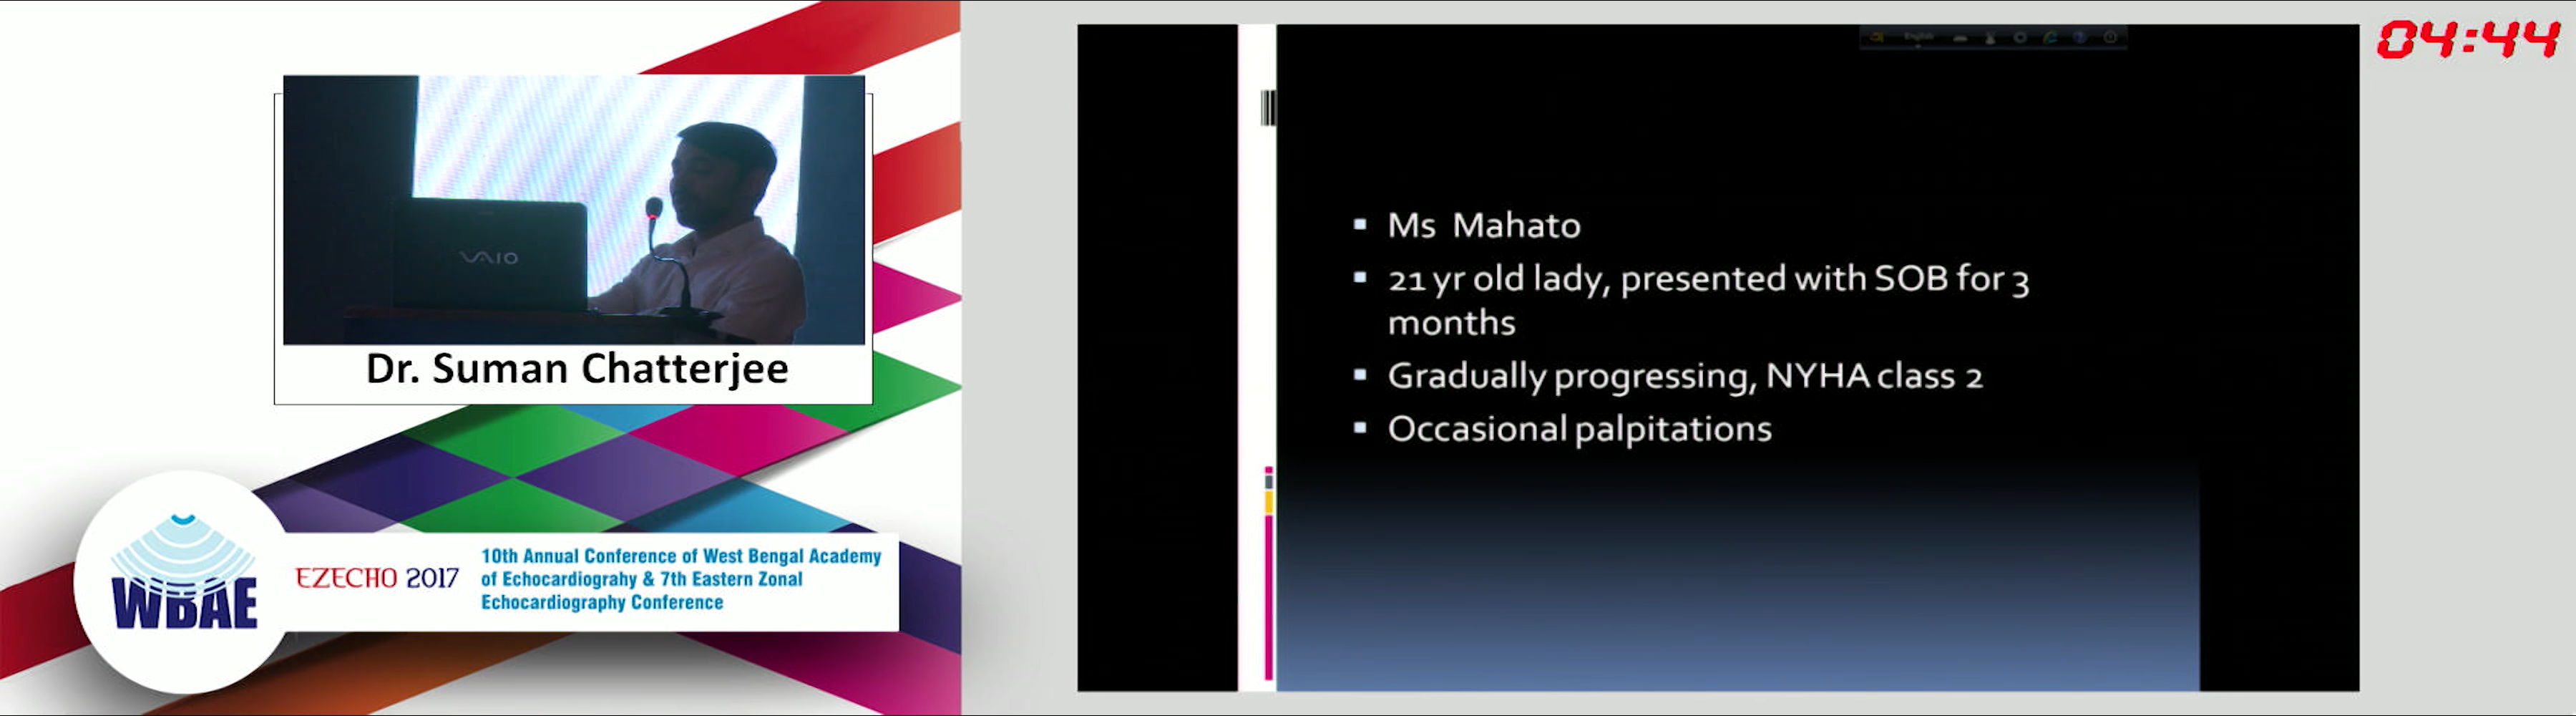 VAIO
Dr. Suman Chatterjee
WBAE
EZECHO 2017
10th Annual Conference of West Bengal Academy
of Echocardiograhy & 7th Eastern Zonal
Echocardiography Conference
English
Ms Mahato
21 yr old lady, presented with SOB for 3
months
Gradually progressing, NYHA class 2
Occasional palpitations
04:44